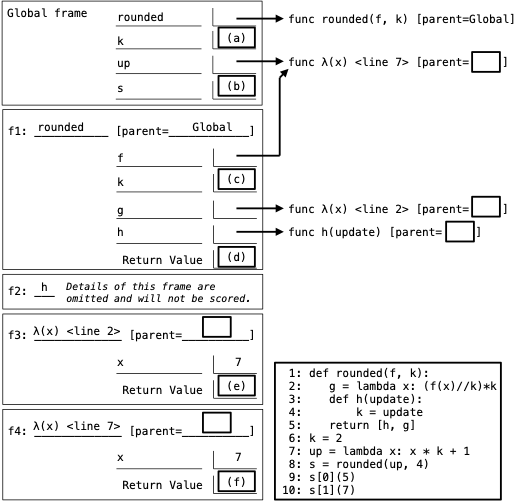 Global frame
rounded
k (a)
up
s (b)
func rounded(f, k) [parent=Global]
func λ(x) <line 7> [parent= ]
f1: rounded [parent= Global ]
f
k (c)
g
h
Return Value (d)
func λ(x) <line 2> [parent= ]
func h(update) [parent= ]
f2: h Details of this frame are
omitted and will not be scored.
f3: λ(x) <line 2> [parent= ]
x 7
Return Value (e)
f4: λ(x) <line 7> [parent= ]
x 7
Return Value (f)
1: def rounded(f, k):
2:     g = lambda x: (f(x)//k)*k
3:     def h(update):
4:         k = update
5:     return [h, g]
6: k = 2
7: up = lambda x: x * k + 1
8: s = rounded(up, 4)
9: s[0](5)
10: s[1](7)